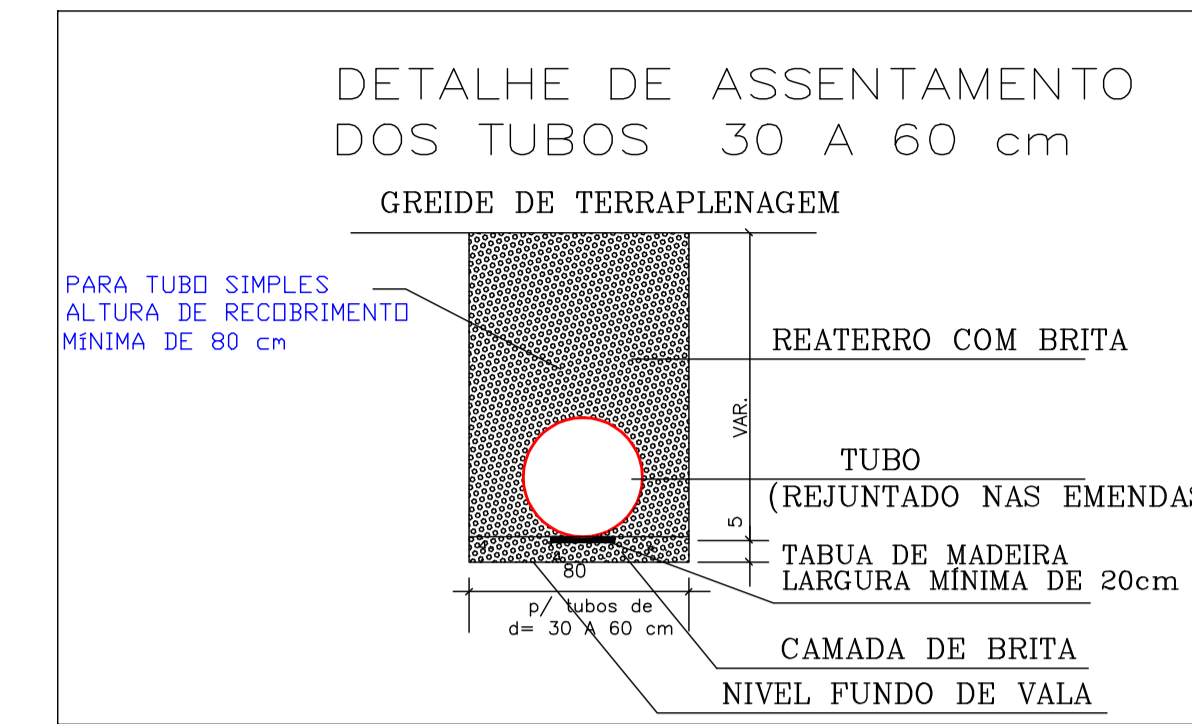 DETALHE DE ASSENTAMENTO
DOS TUBOS 30 A 60 cm
GREIDE DE TERRAPLENAGEM
PARA TUBO SIMPLES
ALTURA DE RECOBRIMENTO
MÍNIMA DE 80 cm
REATERRO COM BRITA
VAR.
TUBO
(REJUNTADO NAS EMENDAS
5
TABUA DE MADEIRA
LARGURA MÍNIMA DE 20cm
80
p/ tubos de
d= 30 A 60 cm
CAMADA DE BRITA
NIVEL FUNDO DE VALA